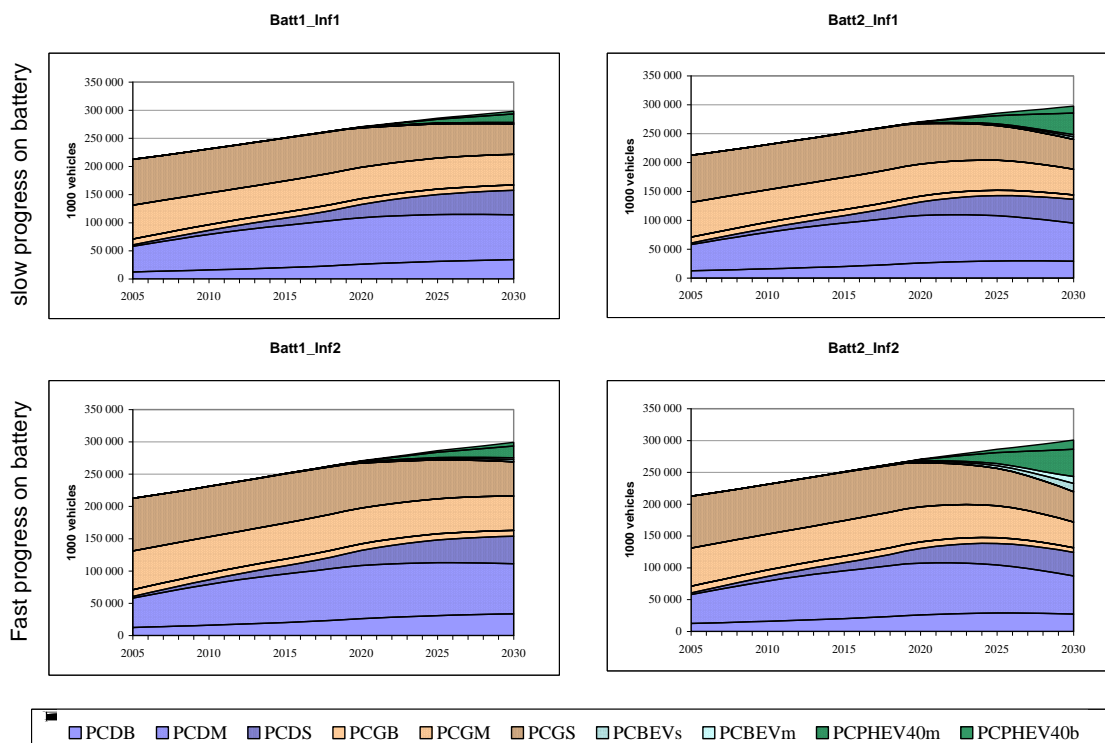 Batt1_Inf1
Batt2_Inf1
slow progress on battery
1000 vehicles
350 000
300 000
250 000
200 000
150 000
100 000
50 000
0
2005 2010 2015 2020 2025 2030
1000 vehicles
350 000
300 000
250 000
200 000
150 000
100 000
50 000
0
2005 2010 2015 2020 2025 2030
Batt1_Inf2
Batt2_Inf2
Fast progress on battery
1000 vehicles
350 000
300 000
250 000
200 000
150 000
100 000
50 000
0
2005 2010 2015 2020 2025 2030
1000 vehicles
350 000
300 000
250 000
200 000
150 000
100 000
50 000
0
2005 2010 2015 2020 2025 2030
PCDB PCDM PCDS PCGB PCGM PCGS PCBEVs PCBEVm PCPHEV40m PCPHEV40b